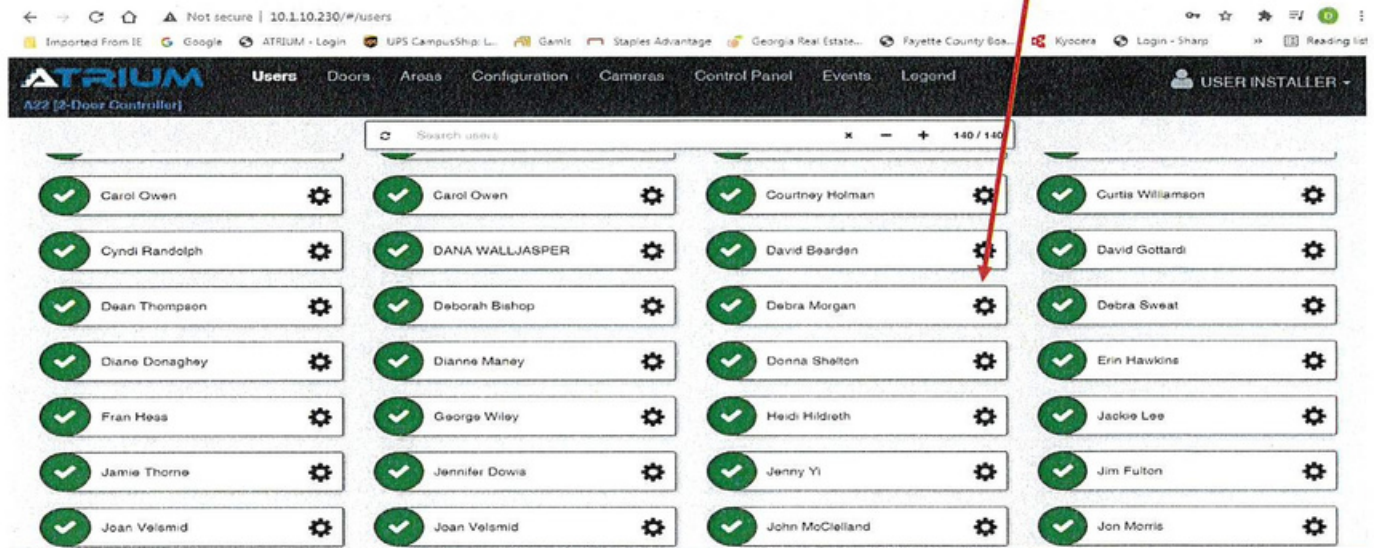 Not secure | 10.1.10.230/#/users
Imported From IE Google ATRIUM - Login UPS CampusShip: L... Gamls Staples Advantage Georgia Real Estate... Fayette County Boa... Kyocera Login - Sharp » Reading list
ATRIUM Users Doors Areas Configuration Cameras Control Panel Events Legend USER INSTALLER
A22 [2-Door Controller]
Search users 140 / 140
Carol Owen Carol Owen Courtney Holman Curtis Williamson
Cyndi Randolph DANA WALLJASPER David Bearden David Gottardi
Dean Thompson Deborah Bishop Debra Morgan Debra Sweat
Diane Donaghey Dianne Maney Donna Shelton Erin Hawkins
Fran Hess George Wiley Heidi Hildreth Jackie Lee
Jamie Thorne Jennifer Dowis Jenny Yi Jim Fulton
Joan Velsmid Joan Velsmid John McClelland Jon Morris